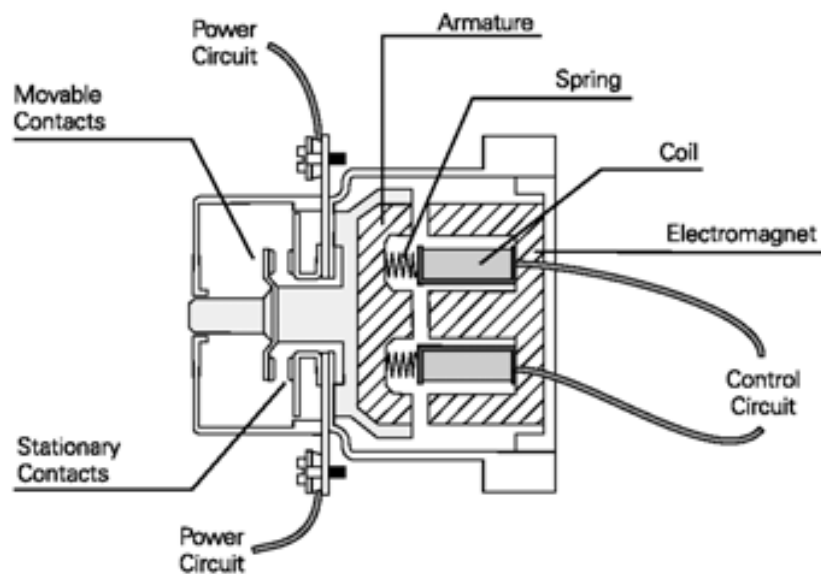 Power
Circuit
Armature
Spring
Movable
Contacts
Coil
Electromagnet
Control
Circuit
Stationary
Contacts
Power
Circuit